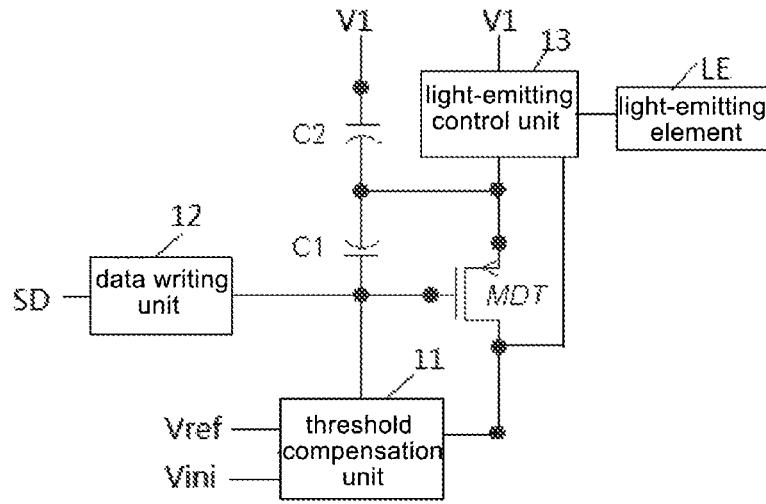 V1
V1
13
LE
light-emitting
control unit
light-emitting
element
C2
12
C1
data writing
unit
SD
MDT
11
Vref
threshold
compensation
unit
Vini